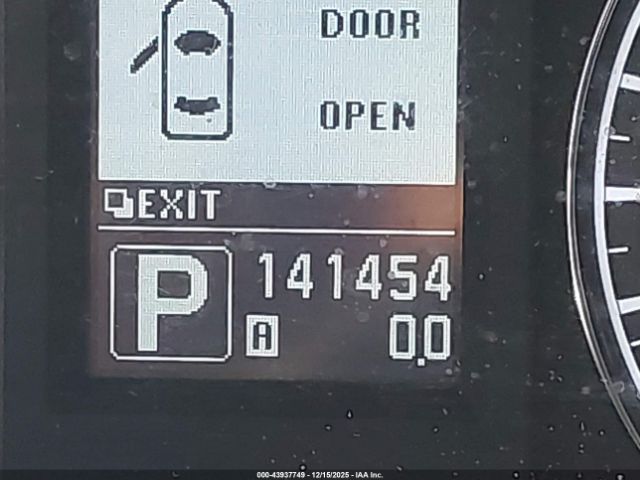 DOOR
OPEN
EXIT
P 141454
A 0.0
000-43937749 - 12/15/2025 - IAA Inc.